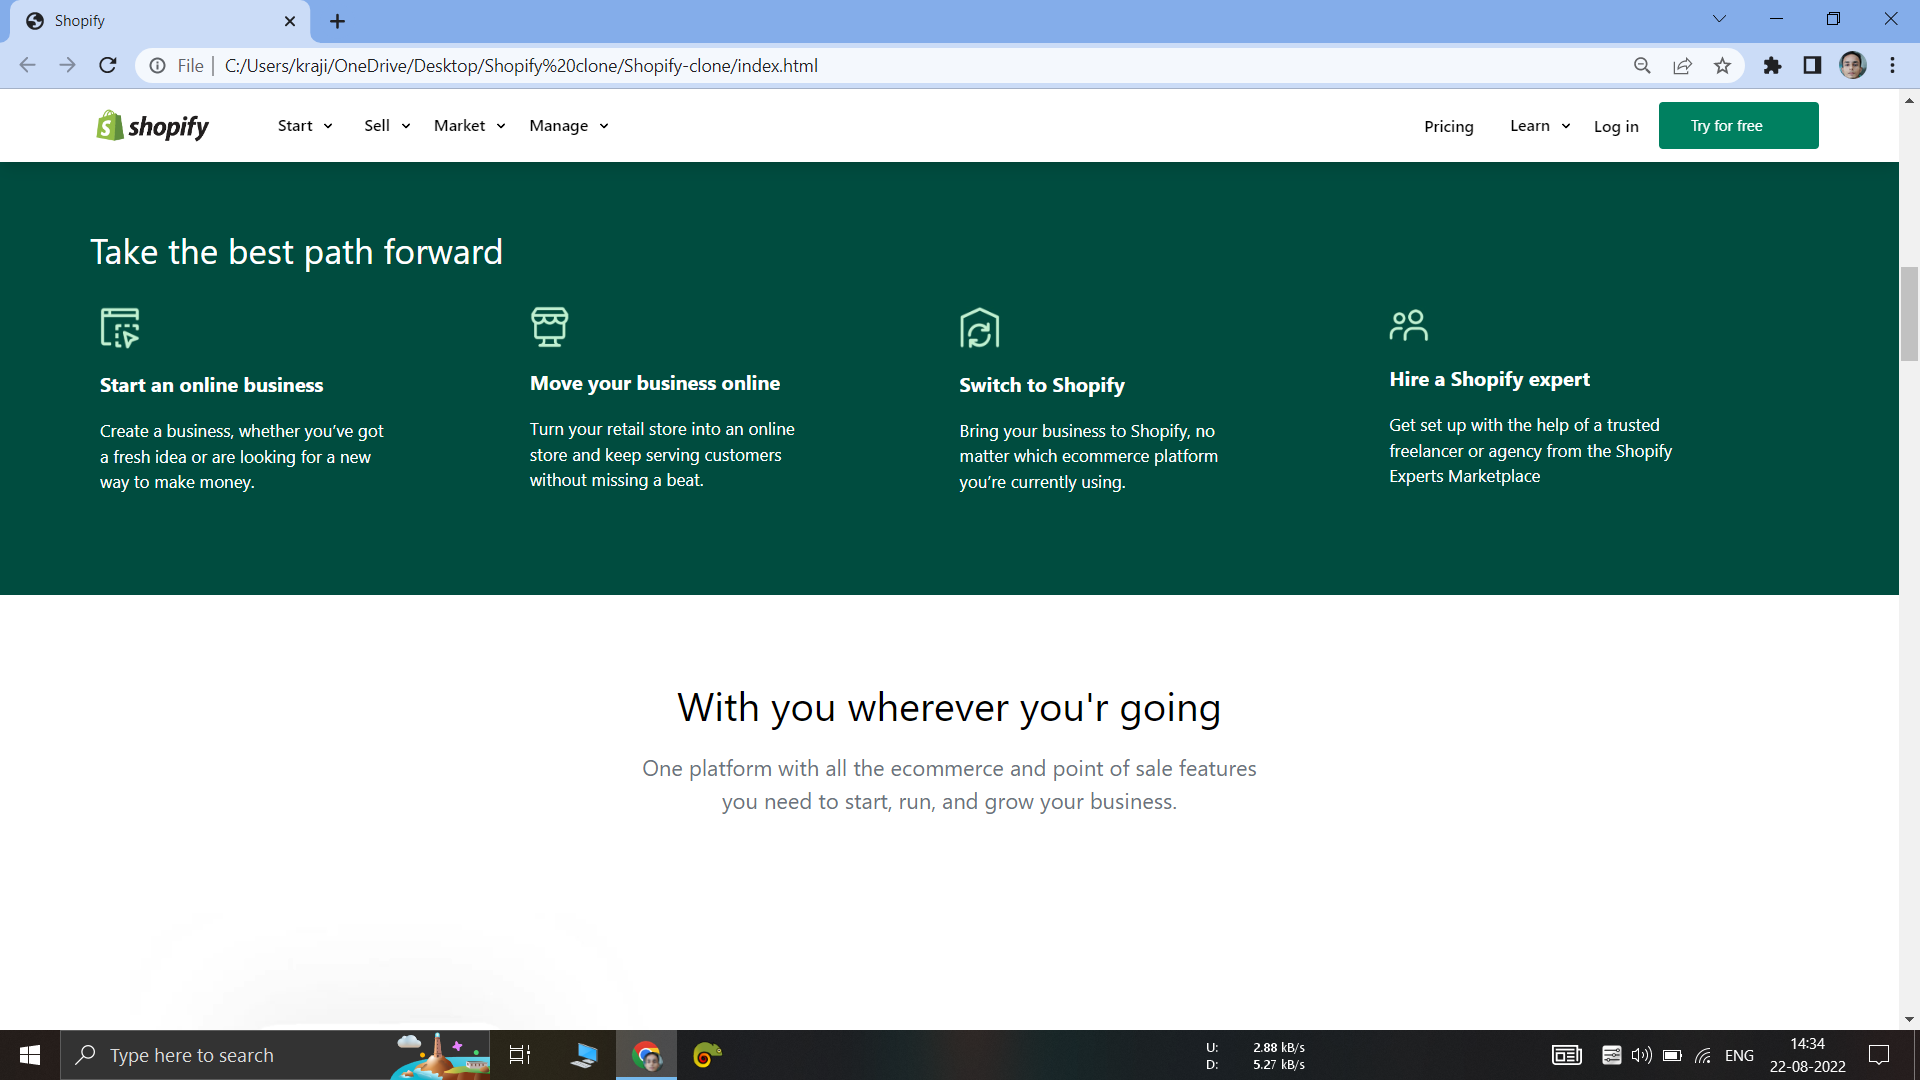 Shopify
File | C:/Users/kraji/OneDrive/Desktop/Shopify%20clone/Shopify-clone/index.html
shopify Start Sell Market Manage Pricing Learn Log in Try for free
Take the best path forward
Start an online business
Create a business, whether you’ve got
a fresh idea or are looking for a new
way to make money.
Move your business online
Turn your retail store into an online
store and keep serving customers
without missing a beat.
Switch to Shopify
Bring your business to Shopify, no
matter which ecommerce platform
you’re currently using.
Hire a Shopify expert
Get set up with the help of a trusted
freelancer or agency from the Shopify
Experts Marketplace
With you wherever you'r going
One platform with all the ecommerce and point of sale features
you need to start, run, and grow your business.
Type here to search
U: 2.88 kB/s
D: 5.27 kB/s
ENG
14:34
22-08-2022